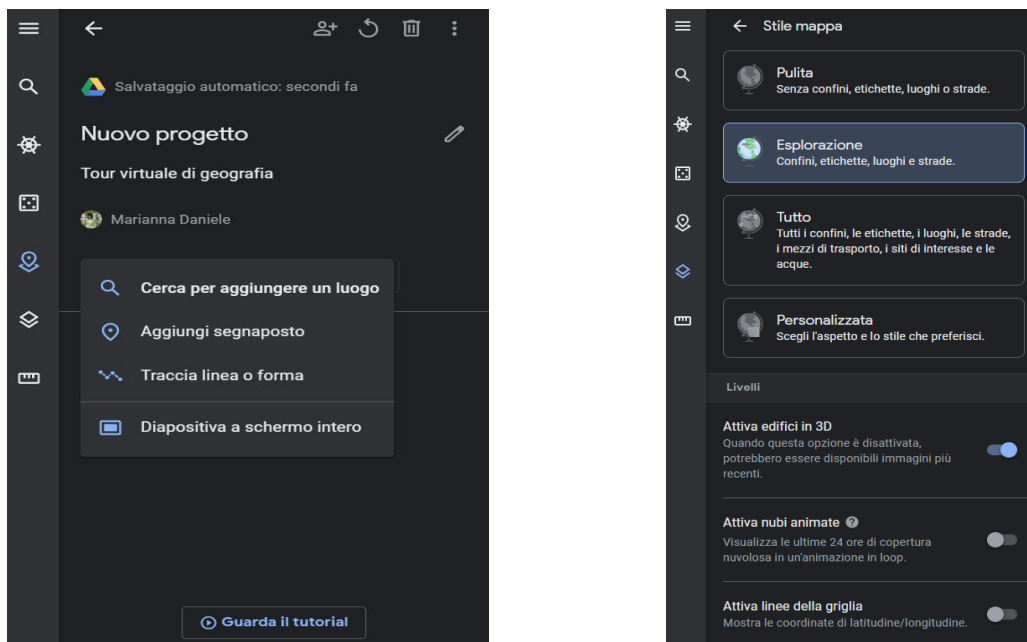 Salvataggio automatico: secondi fa
Nuovo progetto
Tour virtuale di geografia
Marianna Daniele
Cerca per aggiungere un luogo
Aggiungi segnaposto
Traccia linea o forma
Diapositiva a schermo intero
Guarda il tutorial
Stile mappa
Pulita
Senza confini, etichette, luoghi o strade.
Esplorazione
Confini, etichette, luoghi e strade.
Tutto
Tutti i confini, le etichette, i luoghi, le strade,
i mezzi di trasporto, i siti di interesse e le
acque.
Personalizzata
Scegli l'aspetto e lo stile che preferisci.
Livelli
Attiva edifici in 3D
Quando questa opzione è disattivata,
potrebbero essere disponibili immagini più
recenti.
Attiva nubi animate
Visualizza le ultime 24 ore di copertura
nuvolosa in un'animazione in loop.
Attiva linee della griglia
Mostra le coordinate di latitudine/longitudine.